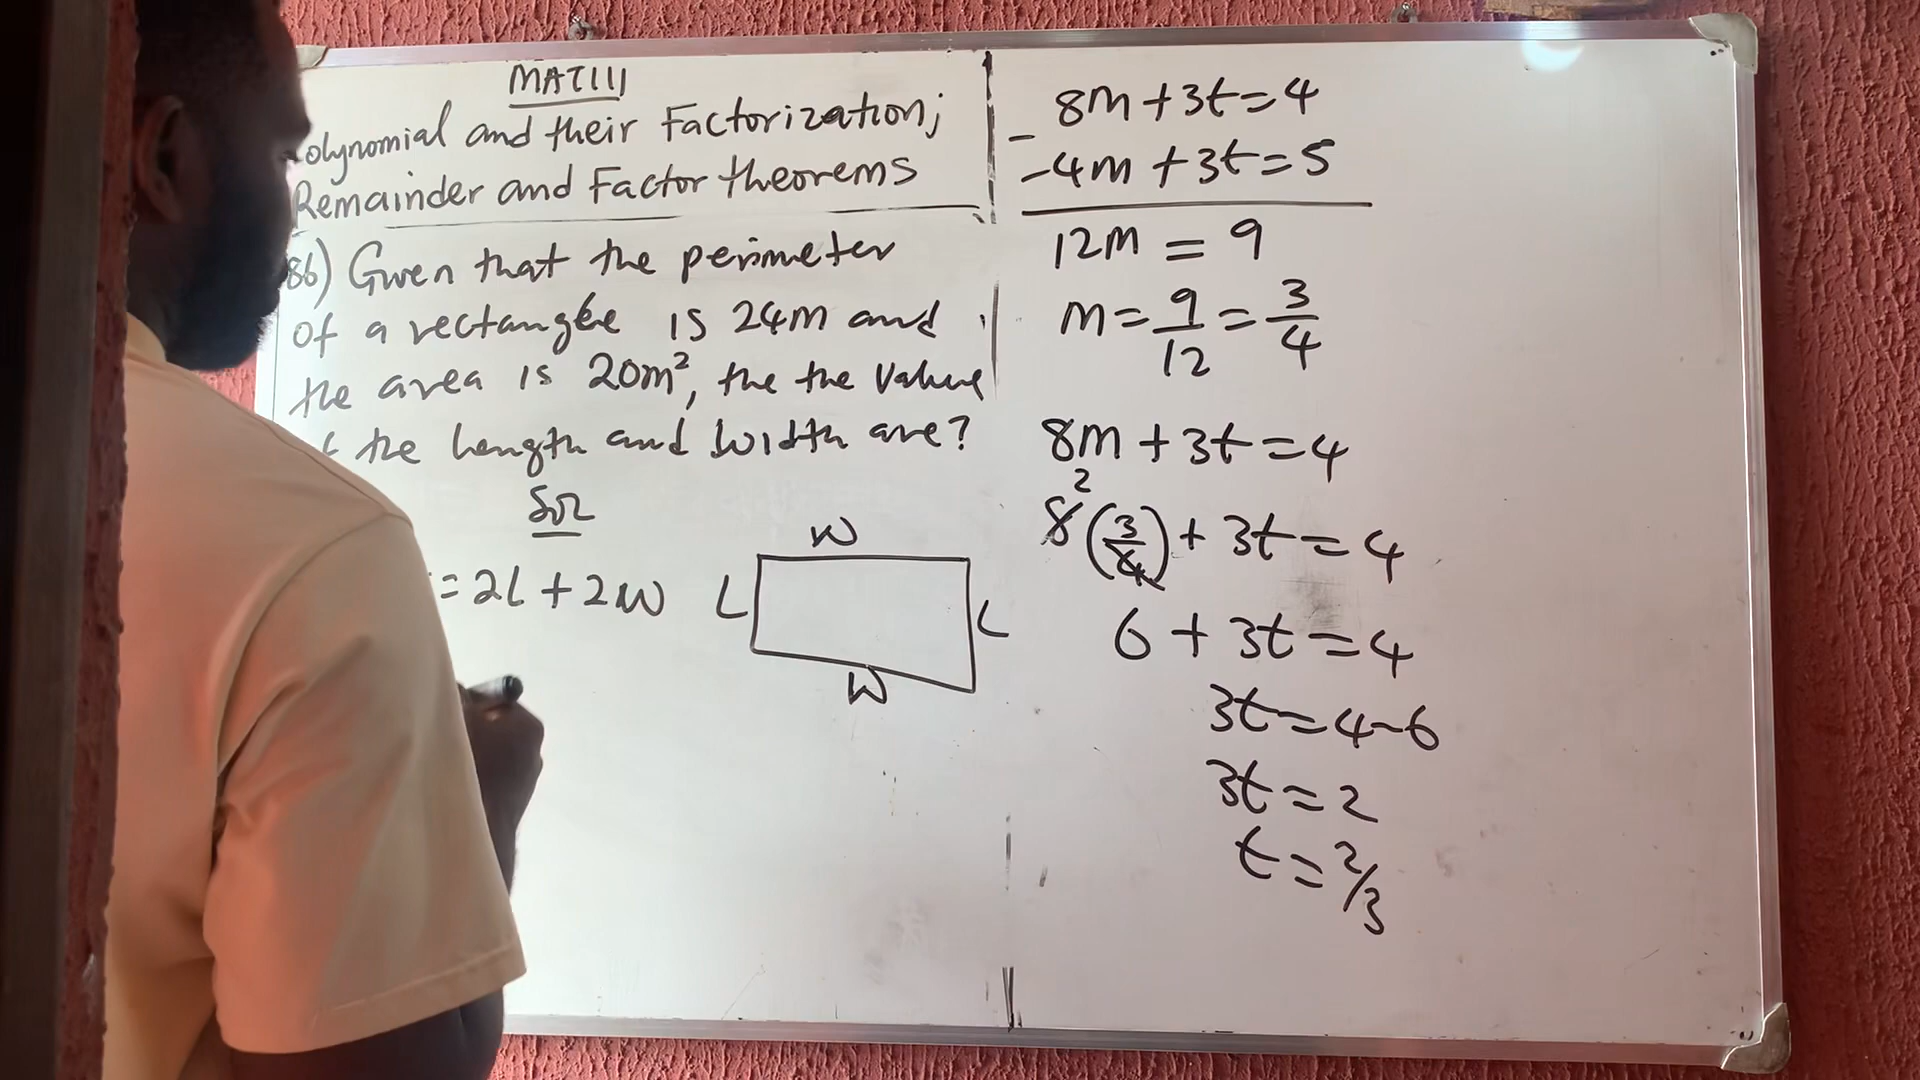 MAT111
olynomial and their Factorization;
Remainder and Factor theorems
86) Given that the perimeter
of a rectangle is 24m and
the area is 20m², the the value
the length and width are?
Sol
= 2L + 2W
W
L
L
W
8m + 3t = 4
- -4m + 3t = 5
12m = 9
m = 9/12 = 3/4
8m + 3t = 4
2
8(3/4) + 3t = 4
6 + 3t = 4
3t = 4-6
3t = 2
t = 2/3